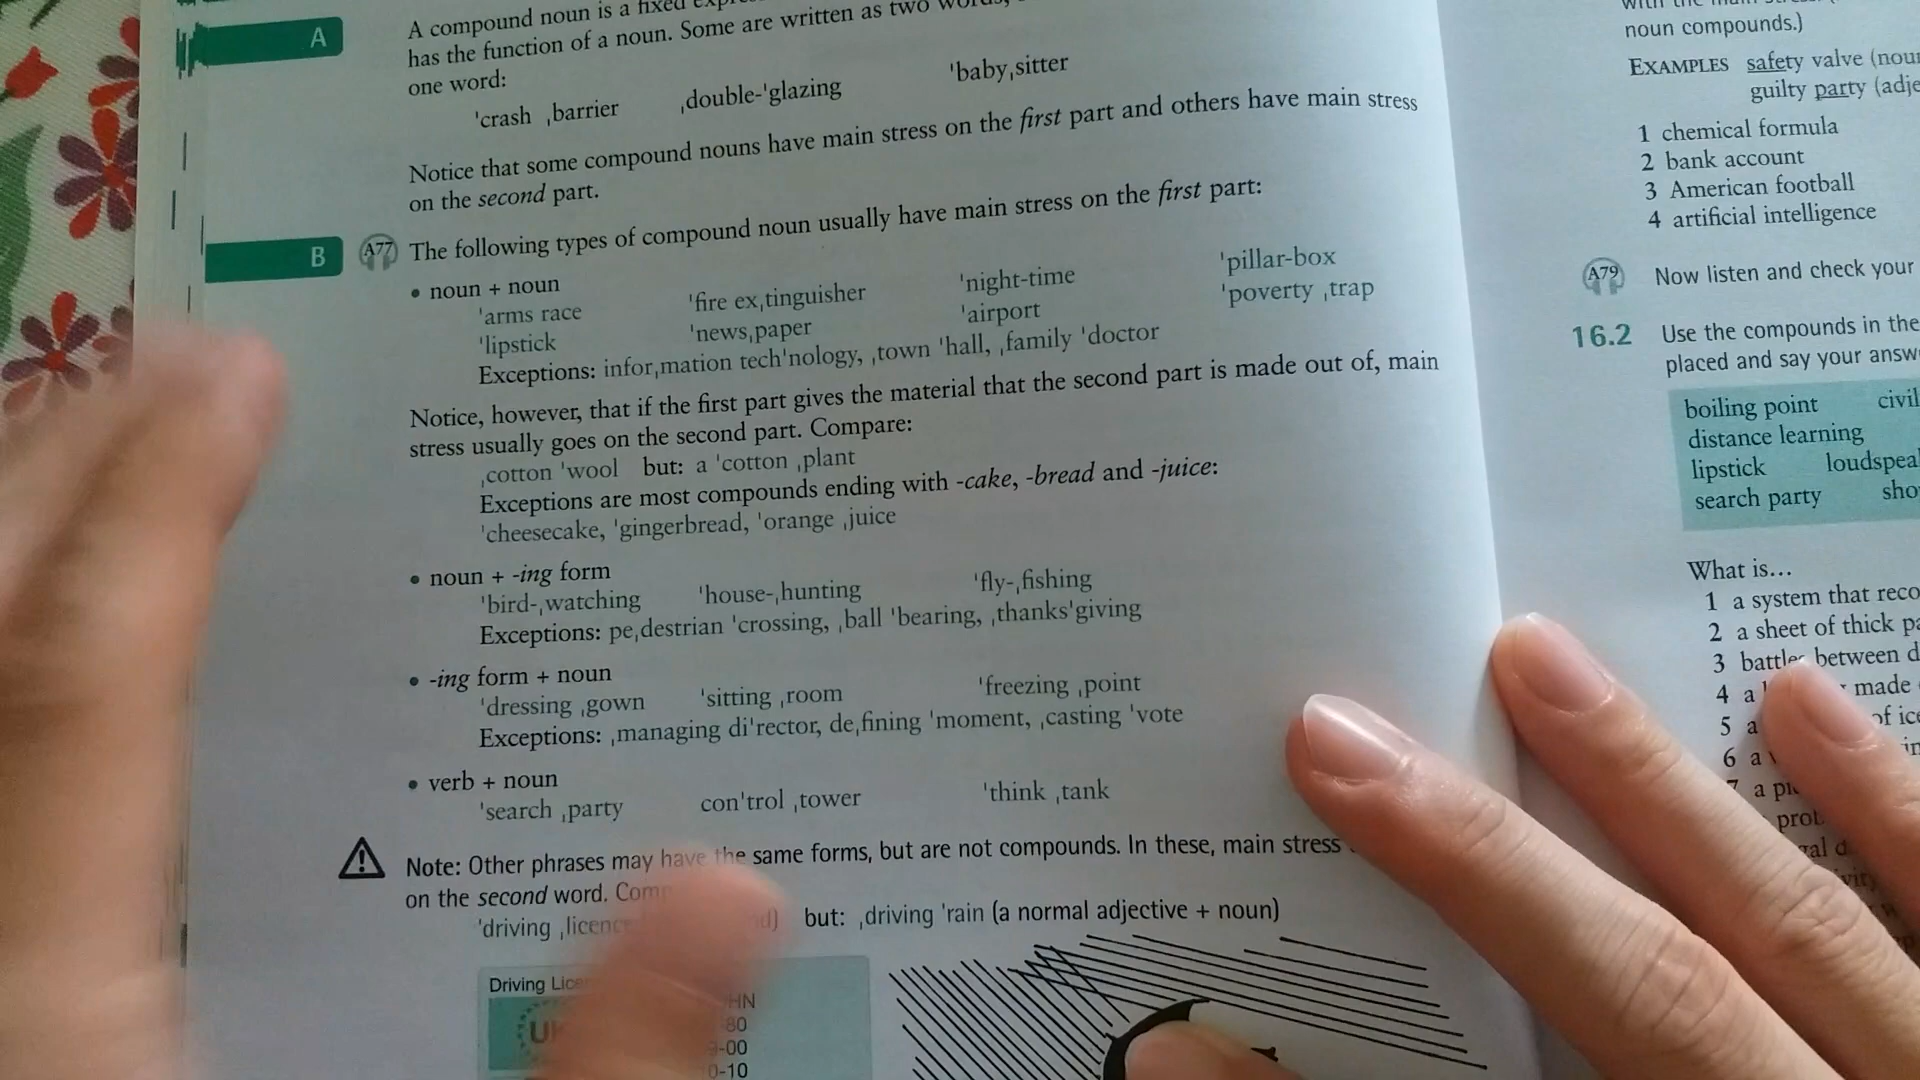 A
A compound noun is a fixed
has the function of a noun. Some are written as two words,
one word:
'crash ˌbarrier ˌdouble-'glazing 'babyˌsitter
Notice that some compound nouns have main stress on the first part and others have main stress
on the second part.
B A77 The following types of compound noun usually have main stress on the first part:
• noun + noun
'arms race 'fire exˌtinguisher 'night-time 'pillar-box
'lipstick 'newsˌpaper 'airport 'poverty ˌtrap
Exceptions: inforˌmation tech'nology, ˌtown 'hall, ˌfamily 'doctor
Notice, however, that if the first part gives the material that the second part is made out of, main
stress usually goes on the second part. Compare:
ˌcotton 'wool but: a 'cotton ˌplant
Exceptions are most compounds ending with -cake, -bread and -juice:
'cheesecake, 'gingerbread, 'orange ˌjuice
• noun + -ing form
'bird-ˌwatching 'house-ˌhunting 'fly-ˌfishing
Exceptions: peˌdestrian 'crossing, ˌball 'bearing, ˌthanks'giving
• -ing form + noun
'dressing ˌgown 'sitting ˌroom 'freezing ˌpoint
Exceptions: ˌmanaging di'rector, deˌfining 'moment, ˌcasting 'vote
• verb + noun
'search ˌparty con'trol ˌtower 'think ˌtank
Note: Other phrases may have the same forms, but are not compounds. In these, main stress
on the second word.
'driving ˌlicence but: ˌdriving 'rain (a normal adjective + noun)
Driving
UK
HN
80
-00
0-10
noun compounds.)
EXAMPLES safety valve
guilty party
1 chemical formula
2 bank account
3 American football
4 artificial intelligence
A79 Now listen and check your
16.2 Use the compounds in the
placed and say your
boiling point civil
distance learning
lipstick
search party
What is...
1 a system that
2 a sheet of thick
3 battles between
4 a made
5 a of
6 a
7 a